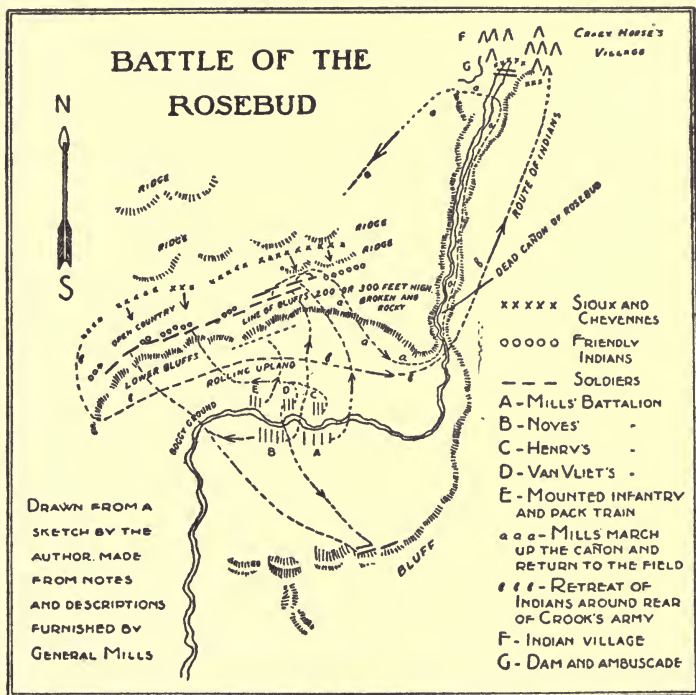 BATTLE OF THE
ROSEBUD
F
CRAZY HORSE'S
VILLAGE
G
N
S
RIDGE
RIDGE
RIDGE
RIDGE
OPEN COUNTRY
LINE OF BLUFFS 200 OR 300 FEET HIGH,
BROKEN AND
ROCKY
LOWER BLUFFS
ROLLING UPLAND
BOGGY GROUND
E D C
B A
BLUFF
ROUTE OF INDIANS
DEAD CAÑON OF ROSEBUD
a
a
a
a
a
ℓ
ℓ
ℓ
ℓ
xxxxx SIOUX AND
CHEYENNES
OOOOO FRIENDLY
INDIANS
--- SOLDIERS
A-MILLS' BATTALION
B-NOYES' "
C-HENRY'S "
D-VAN VLIET'S "
E-MOUNTED INFANTRY
AND PACK TRAIN
a a a-MILLS' MARCH
UP THE CAÑON AND
RETURN TO THE FIELD
ℓ ℓ ℓ-RETREAT OF
INDIANS AROUND REAR
OF CROOK'S ARMY
F-INDIAN VILLAGE
G-DAM AND AMBUSCADE
DRAWN FROM A
SKETCH BY THE
AUTHOR. MADE
FROM NOTES
AND DESCRIPTIONS
FURNISHED BY
GENERAL MILLS